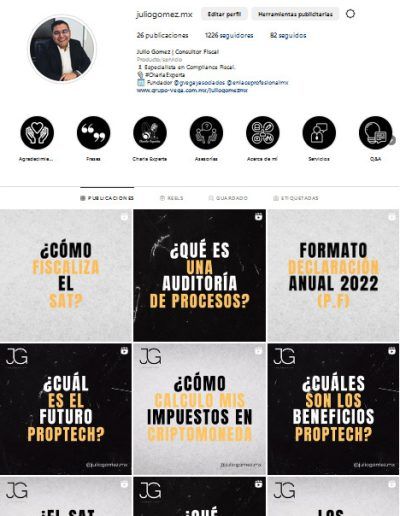 juliogomez.mx Editar perfil Herramientas publicitarias
26 publicaciones 1226 seguidores 82 seguidos
Julio Gomez | Consultor Fiscal
Producto/servicio
Especialista en Compliance Fiscal.
#CharlaExperta
Fundador @gvegayasociados @enlaceprofesionalmx
www.grupo-vega.com.mx/juliogomezmx
Agradecimie... Frases Charla Experta Asesorías Acerca de mí Servicios Q&A
PUBLICACIONES REELS GUARDADO ETIQUETADAS
¿CÓMO
FISCALIZA
EL
SAT?
¿QUÉ ES
UNA
AUDITORÍA
DE PROCESOS?
FORMATO
DECLARACIÓN
ANUAL 2022
(P.F)
JG
¿CUÁL
ES EL
FUTURO
PROPTECH?
@juliogomez.mx
JG
¿CÓMO
CALCULO MIS
IMPUESTOS EN
CRIPTOMONEDA
@juliogomez.mx
JG
¿CUÁLES
SON LOS
BENEFICIOS
PROPTECH?
@juliogomez.mx
JG
¿EL SAT
JG
¿QUÉ
JG
LOS